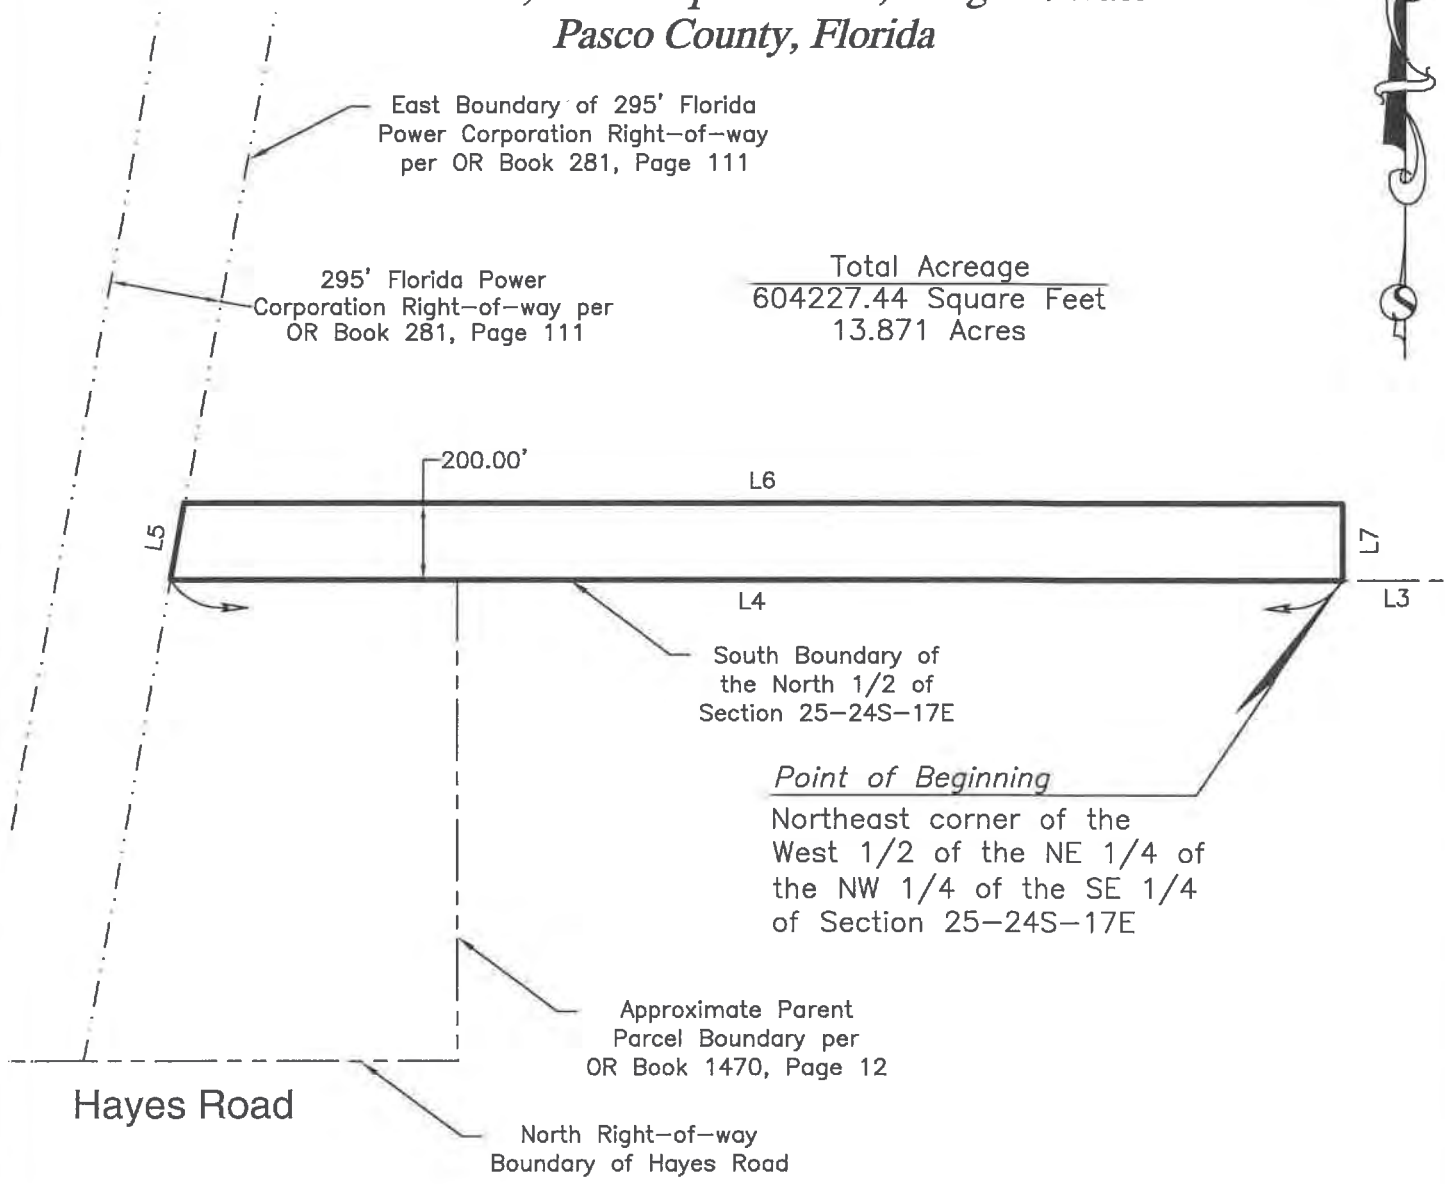 Pasco County, Florida
East Boundary of 295' Florida
Power Corporation Right-of-way
per OR Book 281, Page 111
295' Florida Power
Corporation Right-of-way per
OR Book 281, Page 111
Total Acreage
604227.44 Square Feet
13.871 Acres
200.00'
L6
L5
L7
L4
L3
South Boundary of
the North 1/2 of
Section 25-24S-17E
Point of Beginning
Northeast corner of the
West 1/2 of the NE 1/4 of
the NW 1/4 of the SE 1/4
of Section 25-24S-17E
Approximate Parent
Parcel Boundary per
OR Book 1470, Page 12
Hayes Road
North Right-of-way
Boundary of Hayes Road
S